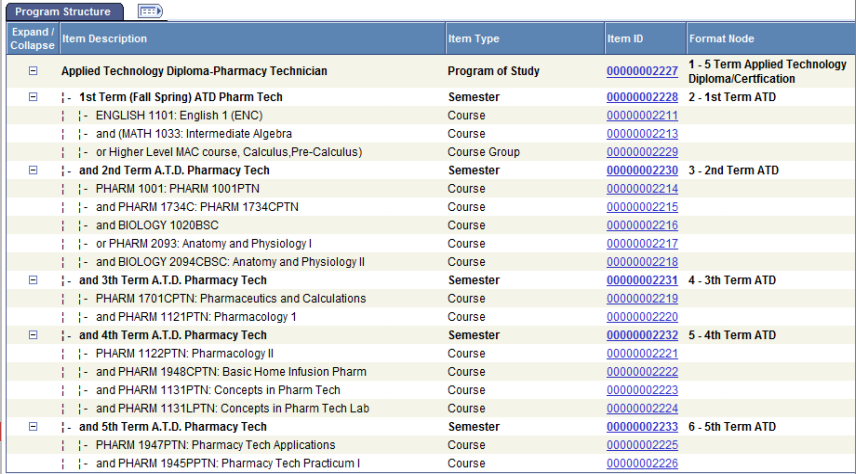 Program Structure
Expand / Collapse Item Description Item Type Item ID Format Node
Applied Technology Diploma-Pharmacy Technician Program of Study 00000002227 1 - 5 Term Applied Technology Diploma/Certfication
1st Term (Fall Spring) ATD Pharm Tech Semester 00000002228 2 - 1st Term ATD
ENGLISH 1101: English 1 (ENC) Course 00000002211
and (MATH 1033: Intermediate Algebra Course 00000002213
or Higher Level MAC course, Calculus,Pre-Calculus) Course Group 00000002229
and 2nd Term A.T.D. Pharmacy Tech Semester 00000002230 3 - 2nd Term ATD
PHARM 1001: PHARM 1001PTN Course 00000002214
and PHARM 1734C: PHARM 1734CPTN Course 00000002215
and BIOLOGY 1020BSC Course 00000002216
or PHARM 2093: Anatomy and Physiology I Course 00000002217
and BIOLOGY 2094CBSC: Anatomy and Physiology II Course 00000002218
and 3th Term A.T.D. Pharmacy Tech Semester 00000002231 4 - 3th Term ATD
PHARM 1701CPTN: Pharmaceutics and Calculations Course 00000002219
and PHARM 1121PTN: Pharmacology 1 Course 00000002220
and 4th Term A.T.D. Pharmacy Tech Semester 00000002232 5 - 4th Term ATD
PHARM 1122PTN: Pharmacology II Course 00000002221
and PHARM 1948CPTN: Basic Home Infusion Pharm Course 00000002222
and PHARM 1131PTN: Concepts in Pharm Tech Course 00000002223
and PHARM 1131LPTN: Concepts in Pharm Tech Lab Course 00000002224
and 5th Term A.T.D. Pharmacy Tech Semester 00000002233 6 - 5th Term ATD
PHARM 1947PTN: Pharmacy Tech Applications Course 00000002225
and PHARM 1945PPTN: Pharmacy Tech Practicum I Course 00000002226